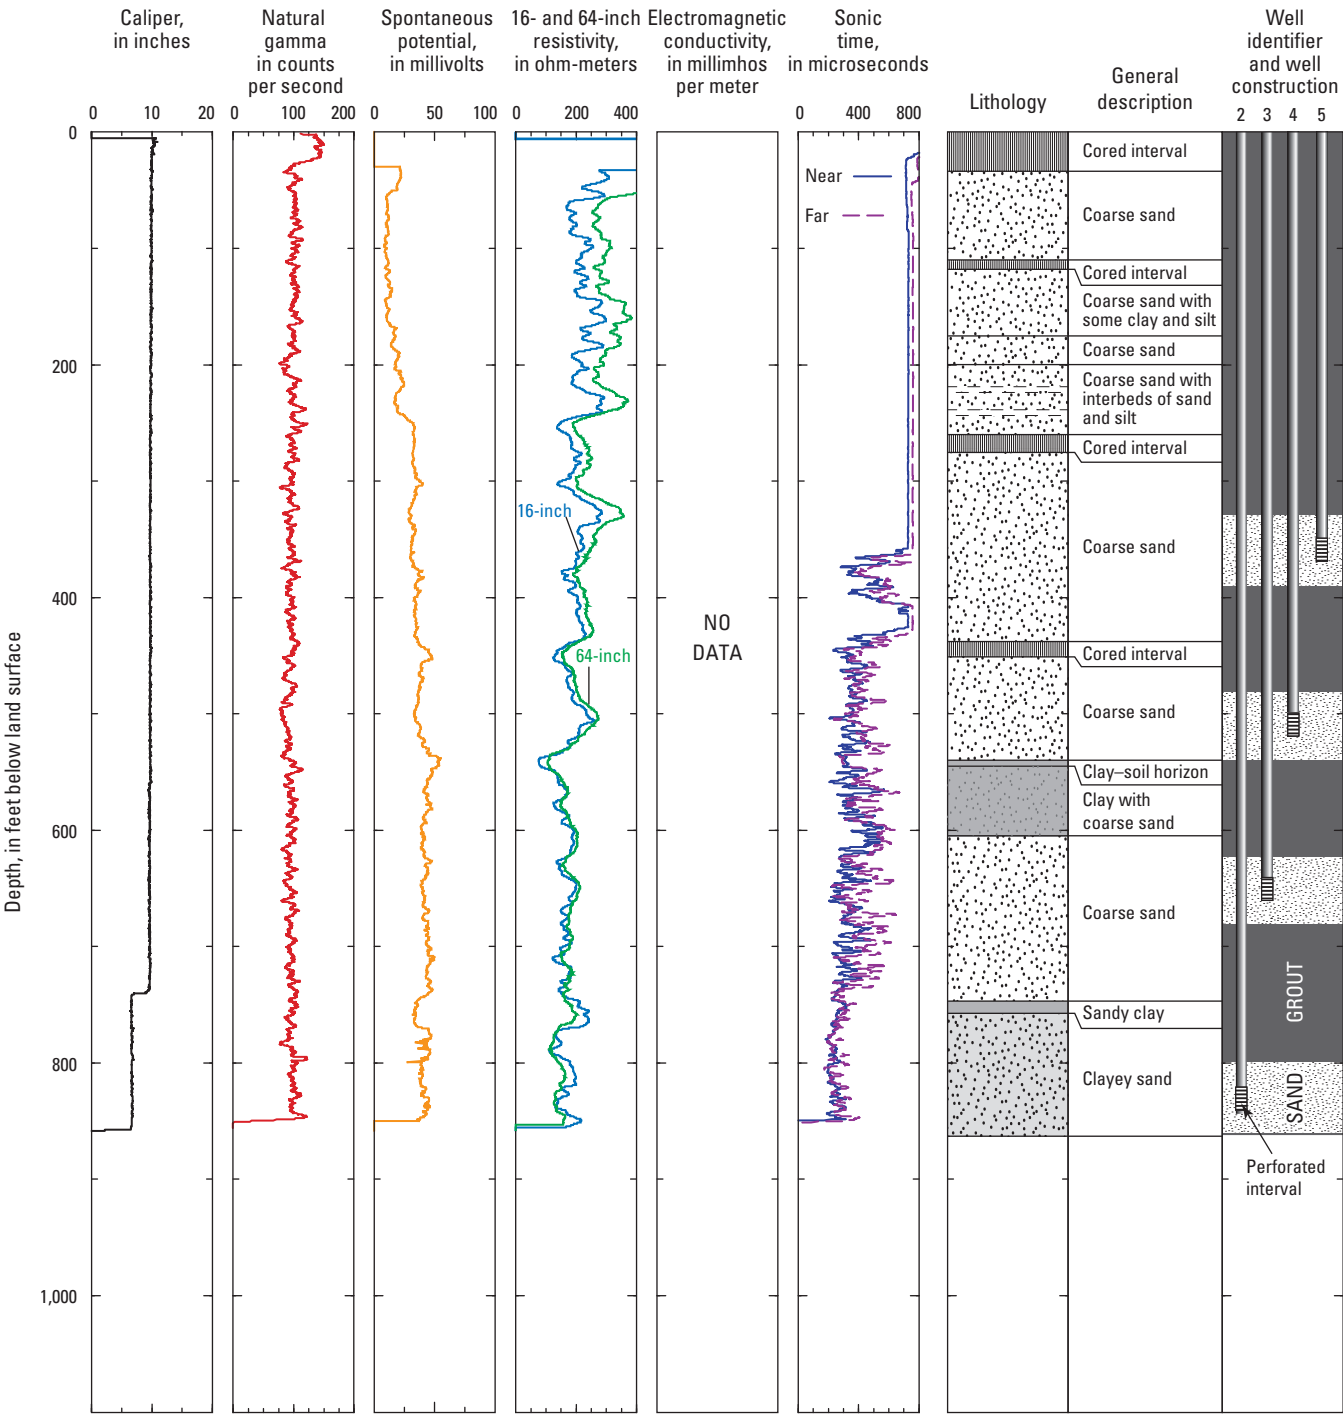 Caliper,
in inches
Natural
gamma
in counts
per second
Spontaneous
potential,
in millivolts
16- and 64-inch
resistivity,
in ohm-meters
Electromagnetic
conductivity,
in millimhos
per meter
Sonic
time,
in microseconds
Lithology
General
description
Well
identifier
and well
construction
0 10 20
0 100 200
0 50 100
0 200 400
0 400 800
2 3 4 5
Depth, in feet below land surface
0
200
400
600
800
1,000
16-inch
64-inch
NO
DATA
Near
Far
Cored interval
Coarse sand
Cored interval
Coarse sand with
some clay and silt
Coarse sand
Coarse sand with
interbeds of sand
and silt
Cored interval
Coarse sand
Cored interval
Coarse sand
Clay–soil horizon
Clay with
coarse sand
Coarse sand
Sandy clay
Clayey sand
GROUT
SAND
Perforated
interval